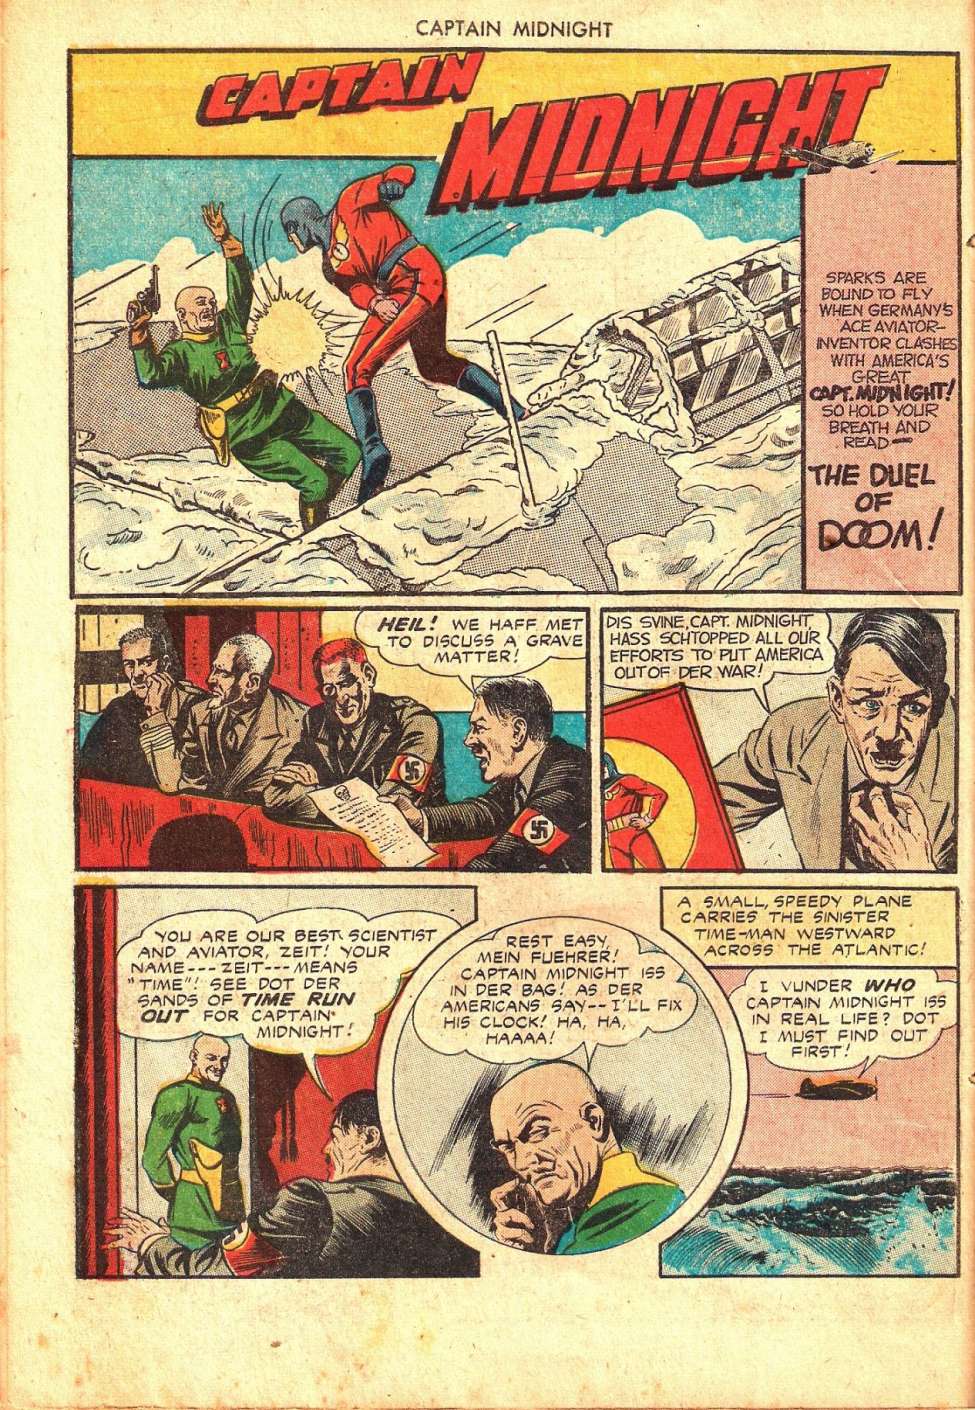 CAPTAIN MIDNIGHT
CAPTAIN
MIDNIGHT
SPARKS ARE
BOUND TO FLY
WHEN GERMANY'S
ACE AVIATOR-
INVENTOR CLASHES
WITH AMERICA'S
GREAT
CAPT. MIDNIGHT!
SO HOLD YOUR
BREATH AND
READ—
THE DUEL
OF
DOOM!
HEIL! WE HAFF MET
TO DISCUSS A GRAVE
MATTER!
DIS SVINE, CAPT. MIDNIGHT,
HASS SCHTOPPED ALL OUR
EFFORTS TO PUT AMERICA
OUT OF DER WAR!
YOU ARE OUR BEST SCIENTIST
AND AVIATOR, ZEIT! YOUR
NAME---ZEIT---MEANS
"TIME"! SEE DOT DER
SANDS OF TIME RUN
OUT FOR CAPTAIN
MIDNIGHT!
REST EASY,
MEIN FUEHRER!
CAPTAIN MIDNIGHT ISS
IN DER BAG! AS DER
AMERICANS SAY-- I'LL FIX
HIS CLOCK! HA, HA,
HAAAA!
A SMALL, SPEEDY PLANE
CARRIES THE SINISTER
TIME-MAN WESTWARD
ACROSS THE ATLANTIC!
I VUNDER WHO
CAPTAIN MIDNIGHT ISS
IN REAL LIFE? DOT
I MUST FIND OUT
FIRST!